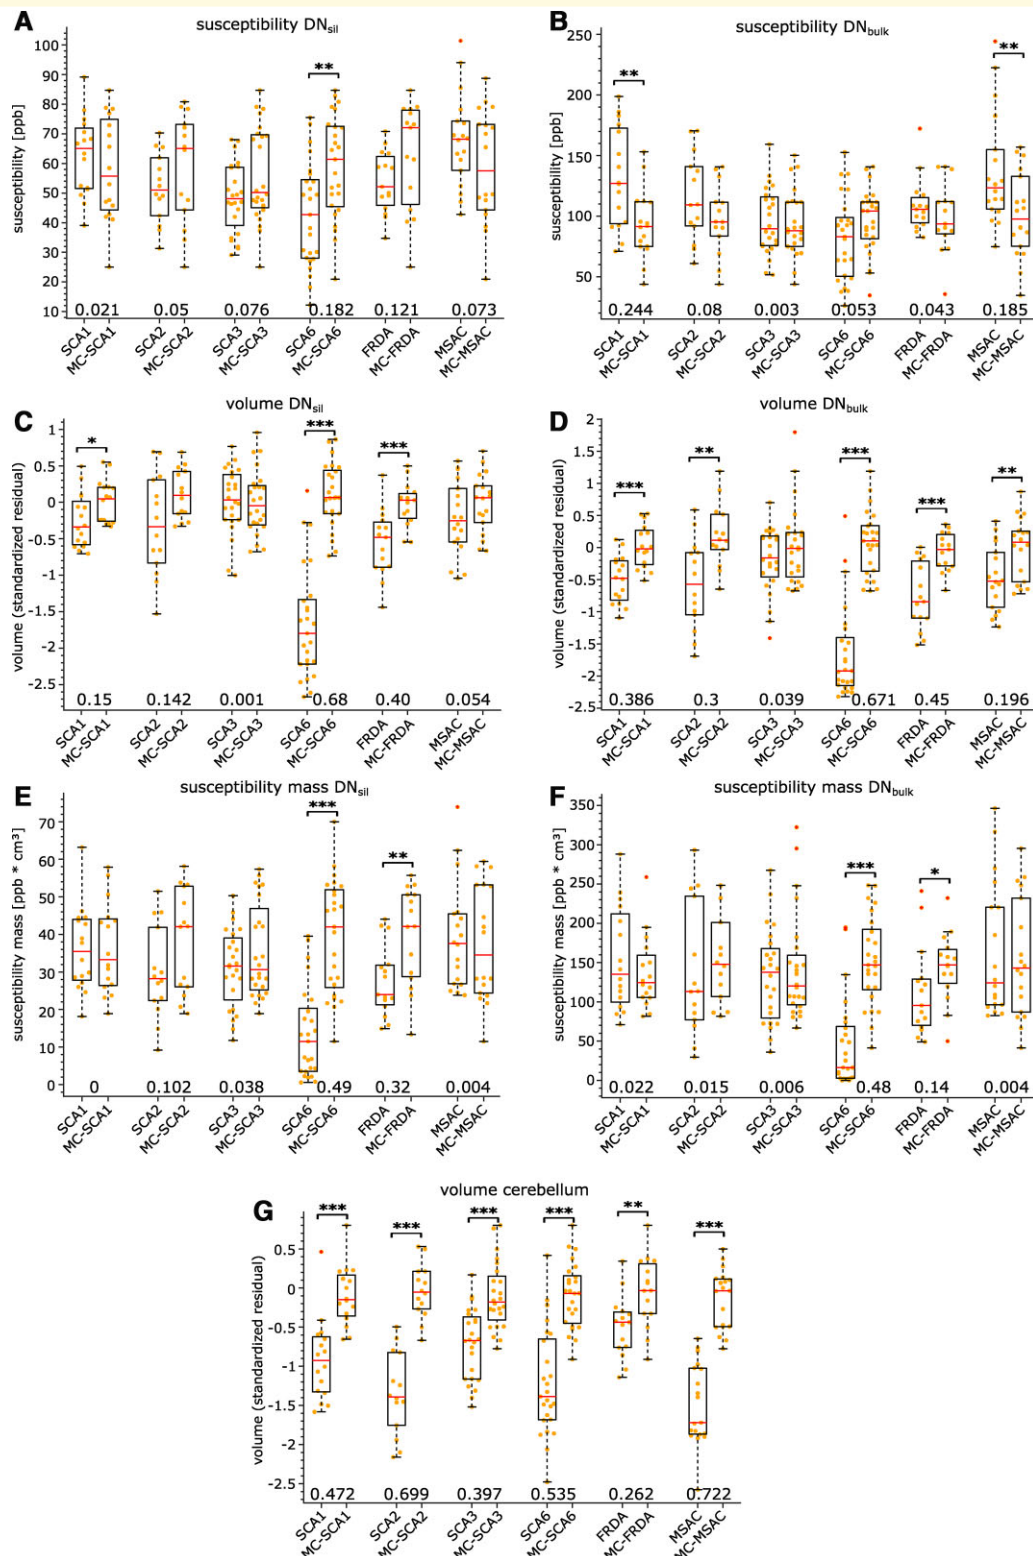 A
susceptibility DNsil
susceptibility [ppb]
100
90
80
70
60
50
40
30
20
10
**
0.021 0.05 0.076 0.182 0.121 0.073
SCA1 MC-SCA1 SCA2 MC-SCA2 SCA3 MC-SCA3 SCA6 MC-SCA6 FRDA MC-FRDA MSAC MC-MSAC
B
susceptibility DNbulk
susceptibility [ppb]
250
200
150
100
50
** **
0.244 0.08 0.003 0.053 0.043 0.185
SCA1 MC-SCA1 SCA2 MC-SCA2 SCA3 MC-SCA3 SCA6 MC-SCA6 FRDA MC-FRDA MSAC MC-MSAC
C
volume DNsil
volume (standardized residual)
1
0.5
0
-0.5
-1
-1.5
-2
-2.5
* *** ***
0.15 0.142 0.001 0.68 0.40 0.054
SCA1 MC-SCA1 SCA2 MC-SCA2 SCA3 MC-SCA3 SCA6 MC-SCA6 FRDA MC-FRDA MSAC MC-MSAC
D
volume DNbulk
volume (standardized residual)
2
1.5
1
0.5
0
-0.5
-1
-1.5
-2
-2.5
*** ** *** *** **
0.386 0.3 0.039 0.671 0.45 0.196
SCA1 MC-SCA1 SCA2 MC-SCA2 SCA3 MC-SCA3 SCA6 MC-SCA6 FRDA MC-FRDA MSAC MC-MSAC
E
susceptibility mass DNsil
susceptibility mass [ppb * cm³]
70
60
50
40
30
20
10
0
*** **
0 0.102 0.038 0.49 0.32 0.004
SCA1 MC-SCA1 SCA2 MC-SCA2 SCA3 MC-SCA3 SCA6 MC-SCA6 FRDA MC-FRDA MSAC MC-MSAC
F
susceptibility mass DNbulk
susceptibility mass [ppb * cm³]
350
300
250
200
150
100
50
0
*** *
0.022 0.015 0.006 0.48 0.14 0.004
SCA1 MC-SCA1 SCA2 MC-SCA2 SCA3 MC-SCA3 SCA6 MC-SCA6 FRDA MC-FRDA MSAC MC-MSAC
G
volume cerebellum
volume (standardized residual)
0.5
0
-0.5
-1
-1.5
-2
-2.5
*** *** *** *** ** ***
0.472 0.699 0.397 0.535 0.262 0.722
SCA1 MC-SCA1 SCA2 MC-SCA2 SCA3 MC-SCA3 SCA6 MC-SCA6 FRDA MC-FRDA MSAC MC-MSAC